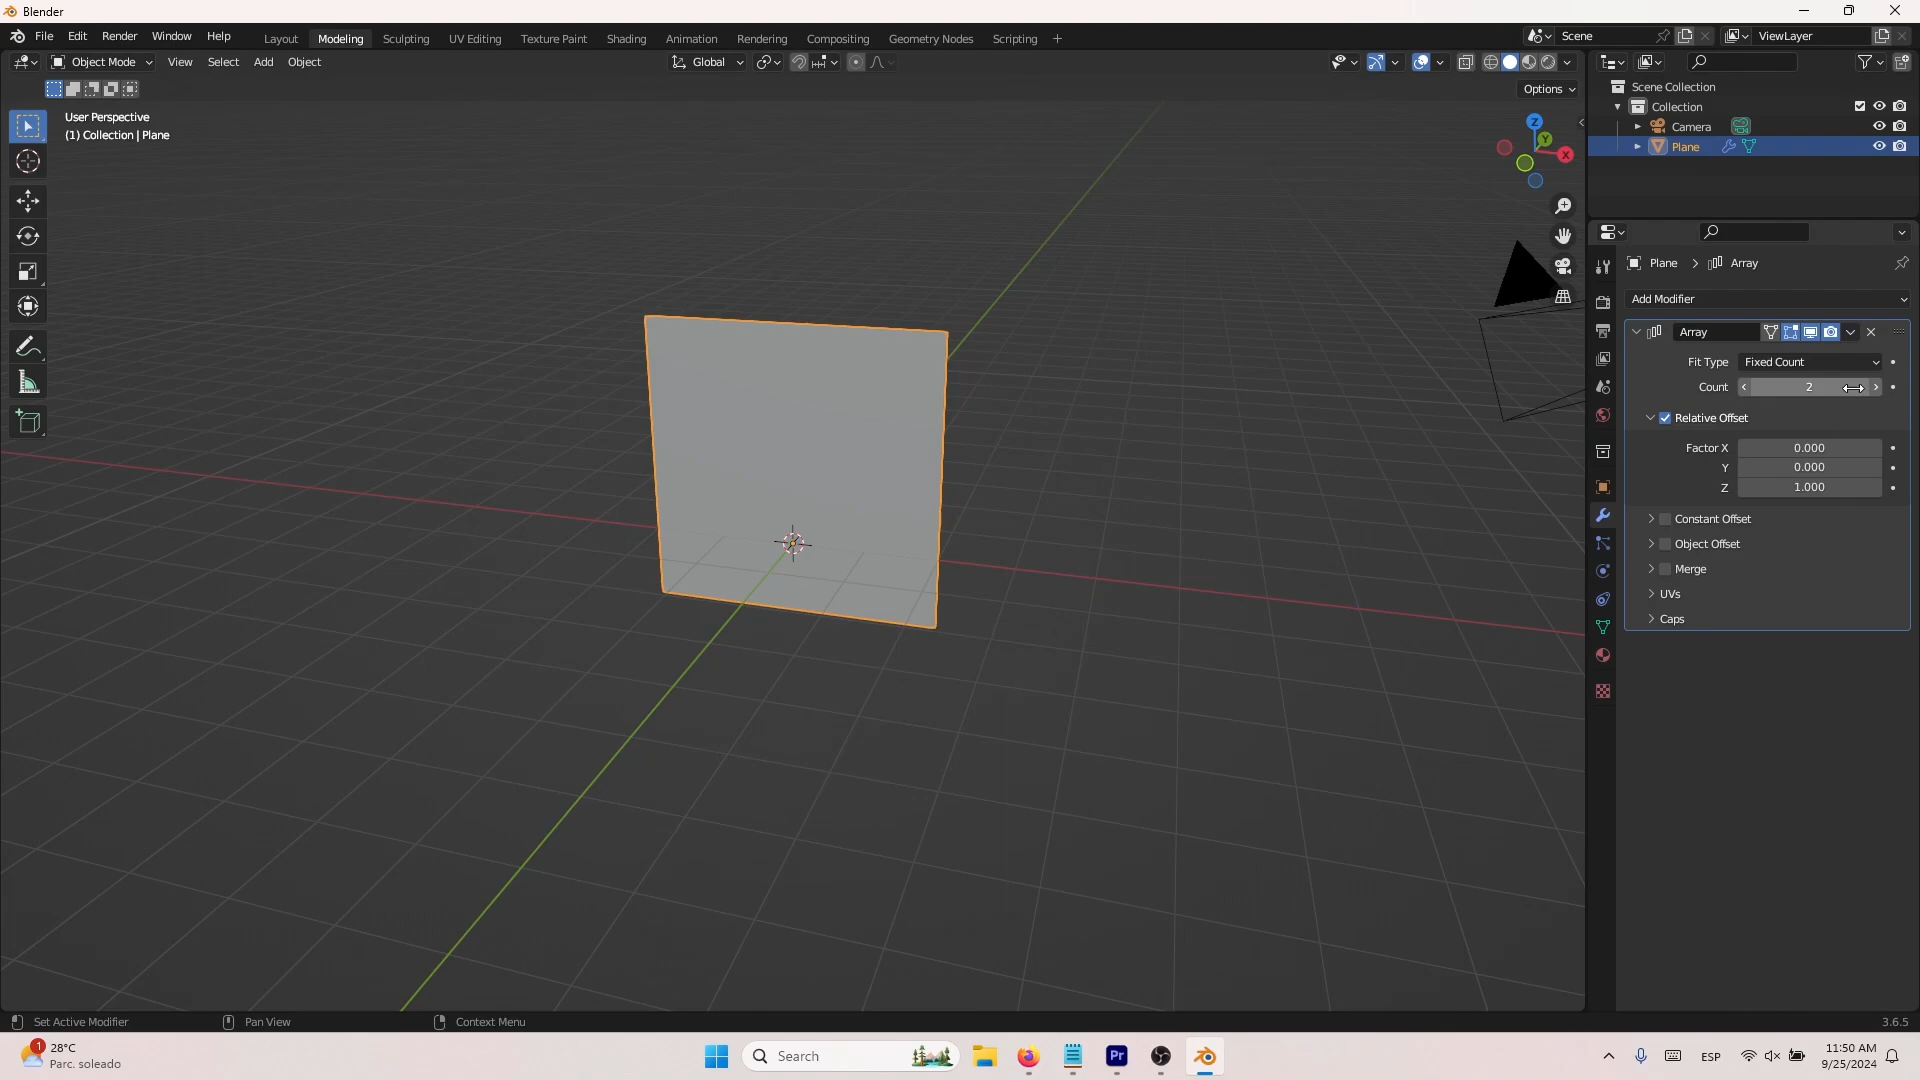 Blender
File Edit Render Window Help Layout Modeling Sculpting UV Editing Texture Paint Shading Animation Rendering Compositing Geometry Nodes Scripting + Scene ViewLayer
Object Mode View Select Add Object Global
Options
User Perspective
(1) Collection | Plane
Z
Y
X
Scene Collection
Collection
Camera
Plane
Plane > Array
Add Modifier
Array
Fit Type Fixed Count
Count 2
Relative Offset
Factor X 0.000
Y 0.000
Z 1.000
Constant Offset
Object Offset
Merge
UVs
Caps
Set Active Modifier Pan View Context Menu 3.6.5
1
28°C
Parc. soleado
Search
Pr
ESP
11:50 AM
9/25/2024